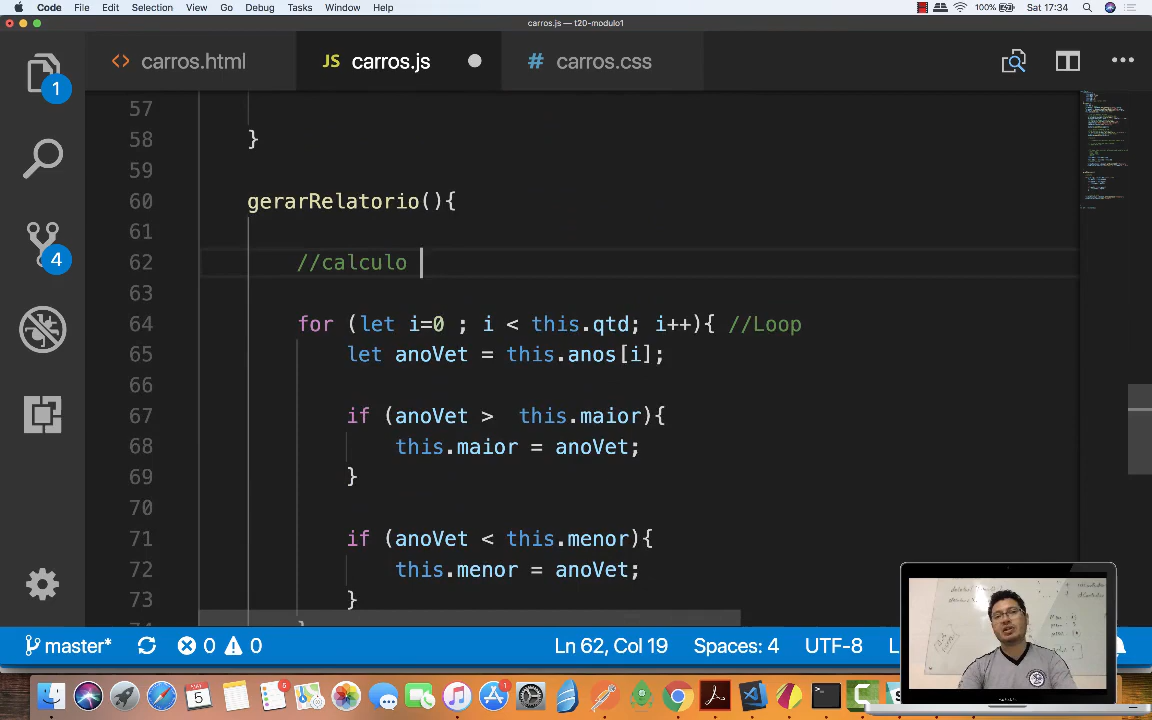 Code File Edit Selection View Go Debug Tasks Window Help 100% Sat 17:34
carros.js — t20-modulo1
carros.html JS carros.js # carros.css
1
4
57
58 }
59
60 gerarRelatorio(){
61
62 //calculo
63
64 for (let i=0 ; i < this.qtd; i++){ //Loop
65 let anoVet = this.anos[i];
66
67 if (anoVet >  this.maior){
68 this.maior = anoVet;
69 }
70
71 if (anoVet < this.menor){
72 this.menor = anoVet;
73 }
master* 0 0 Ln 62, Col 19 Spaces: 4 UTF-8 L